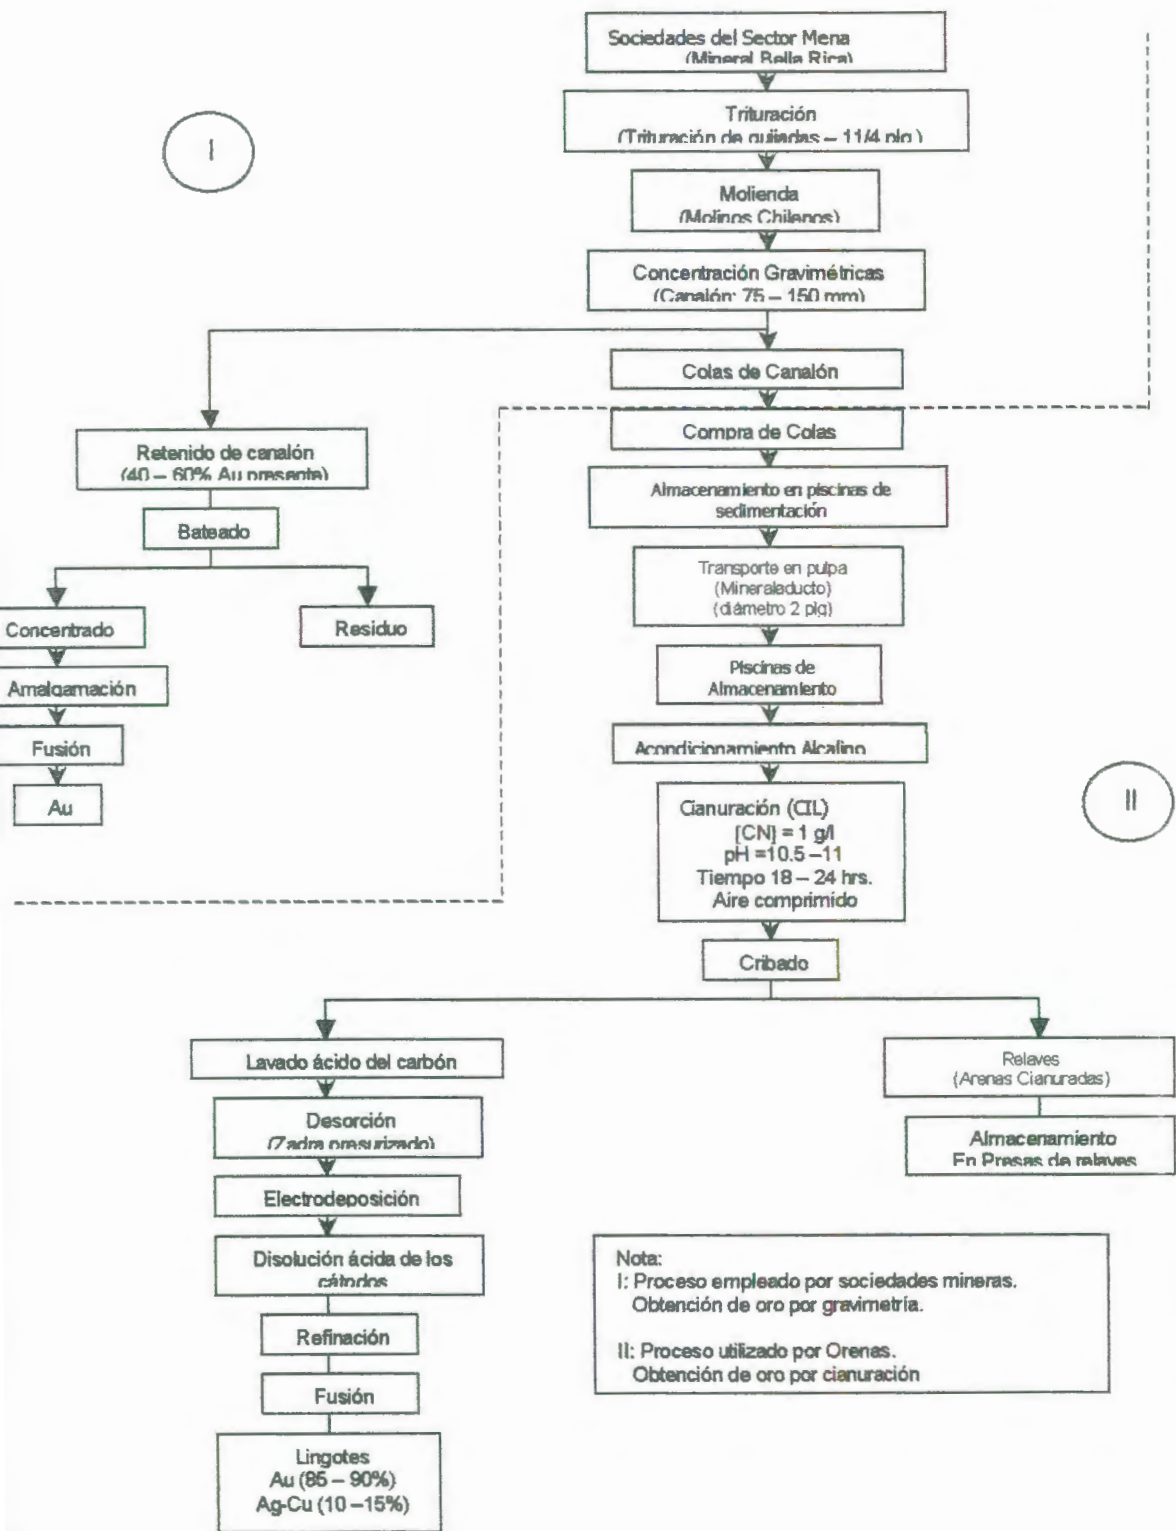 Sociedades del Sector Mena
(Mineral Bella Rica)
Trituración
(Trituración de quijadas – 11/4 plg.)
I
Molienda
(Molinos Chilenos)
Concentración Gravimétricas
(Canalón: 75 – 150 mm)
Colas de Canalón
Retenido de canalón
(40 – 60% Au presente)
Bateado
Concentrado
Residuo
Amalgamación
Fusión
Au
Compra de Colas
Almacenamiento en piscinas de
sedimentación
Transporte en pulpa
(Mineraleducto)
(diámetro 2 plg)
Piscinas de
Almacenamiento
Acondicionamiento Alcalino
II
Cianuración (CIL)
[CN] = 1 g/l
pH =10.5 –11
Tiempo 18 – 24 hrs.
Aire comprimido
Cribado
Lavado ácido del carbón
Desorción
(Zadra presurizado)
Electrodeposición
Disolución ácida de los
cátodos
Refinación
Fusión
Lingotes
Au (85 – 90%)
Ag-Cu (10 –15%)
Relaves
(Arenas Cianuradas)
Almacenamiento
En Presas de relaves
Nota:
I: Proceso empleado por sociedades mineras.
Obtención de oro por gravimetría.
II: Proceso utilizado por Orenas.
Obtención de oro por cianuración